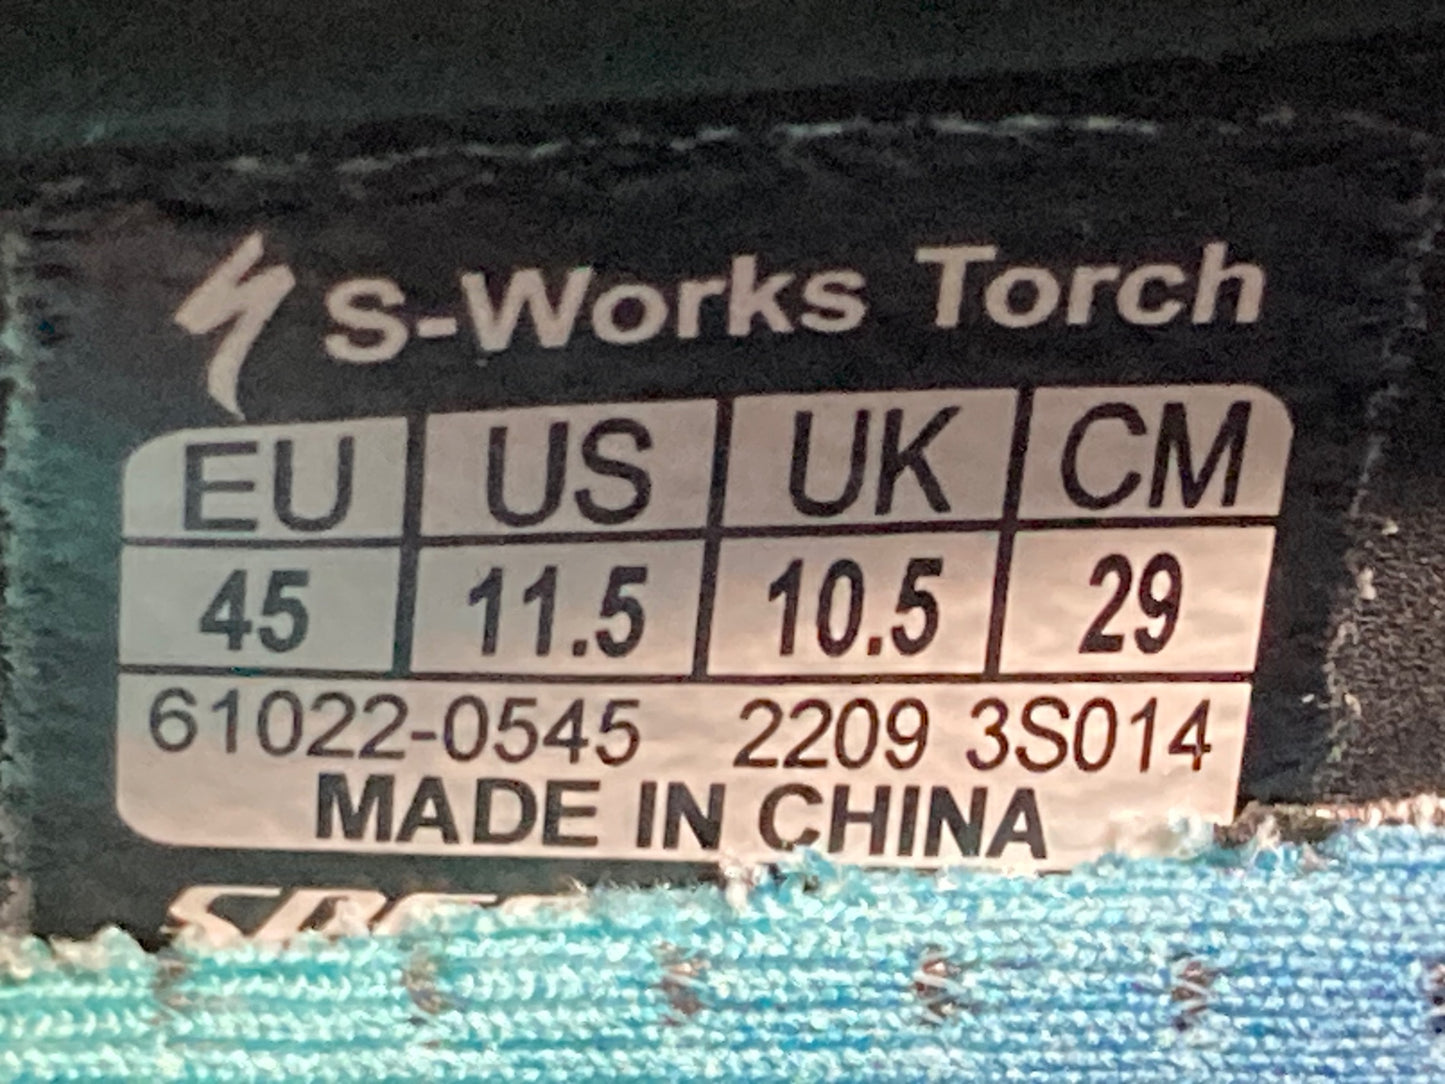 S-Works Torch
EU US UK CM
45 11.5 10.5 29
61022-0545 2209 3S014
MADE IN CHINA